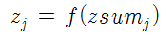 z_j = f(zsum_j)